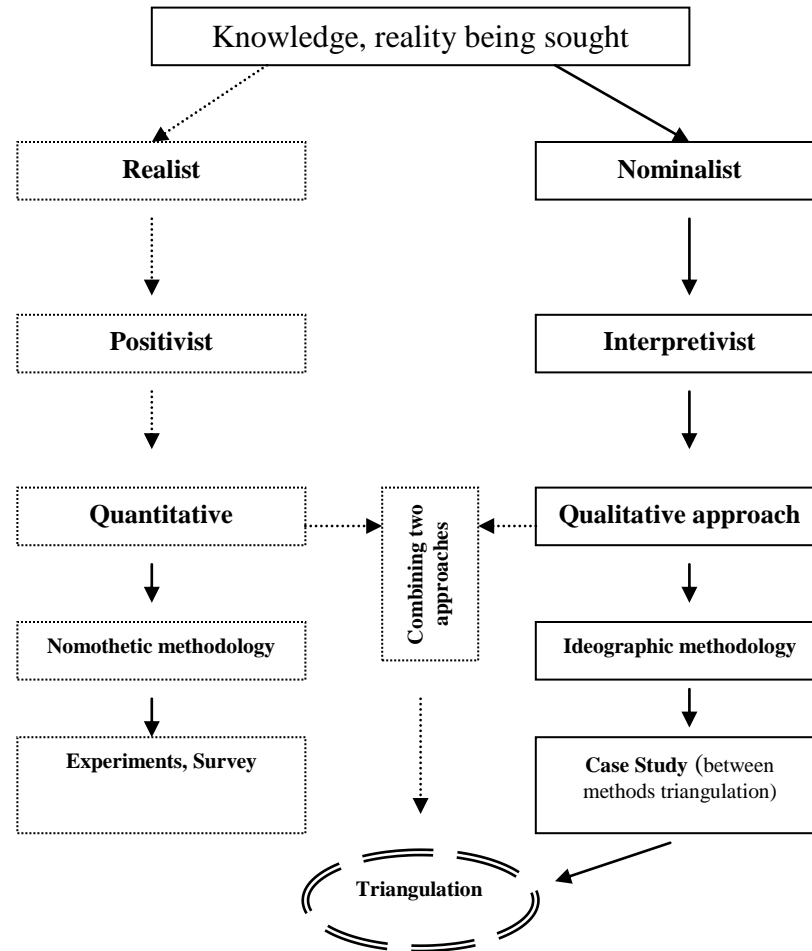 Knowledge, reality being sought
Realist
Nominalist
Positivist
Interpretivist
Quantitative
Combining two
approaches
Qualitative approach
Nomothetic methodology
Ideographic methodology
Experiments, Survey
Case Study (between
methods triangulation)
Triangulation